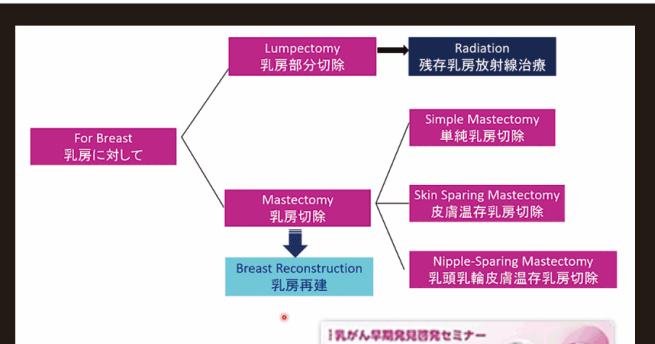 Lumpectomy
乳房部分切除
Radiation
残存乳房放射線治療
For Breast
乳房に対して
Simple Mastectomy
単純乳房切除
Mastectomy
乳房切除
Skin Sparing Mastectomy
皮膚温存乳房切除
Breast Reconstruction
乳房再建
Nipple-Sparing Mastectomy
乳頭乳輪皮膚温存乳房切除
乳がん早期発見啓発セミナー